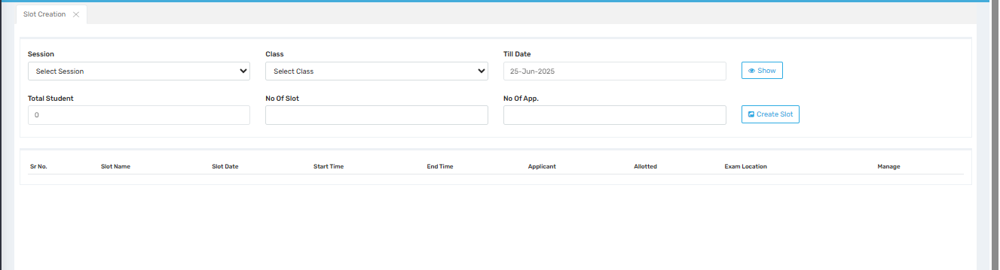 Slot Creation
Session Class Till Date
Select Session Select Class 25-Jun-2025 Show
Total Student No Of Slot No Of App.
0 Create Slot
Sr No. Slot Name Slot Date Start Time End Time Applicant Allotted Exam Location Manage